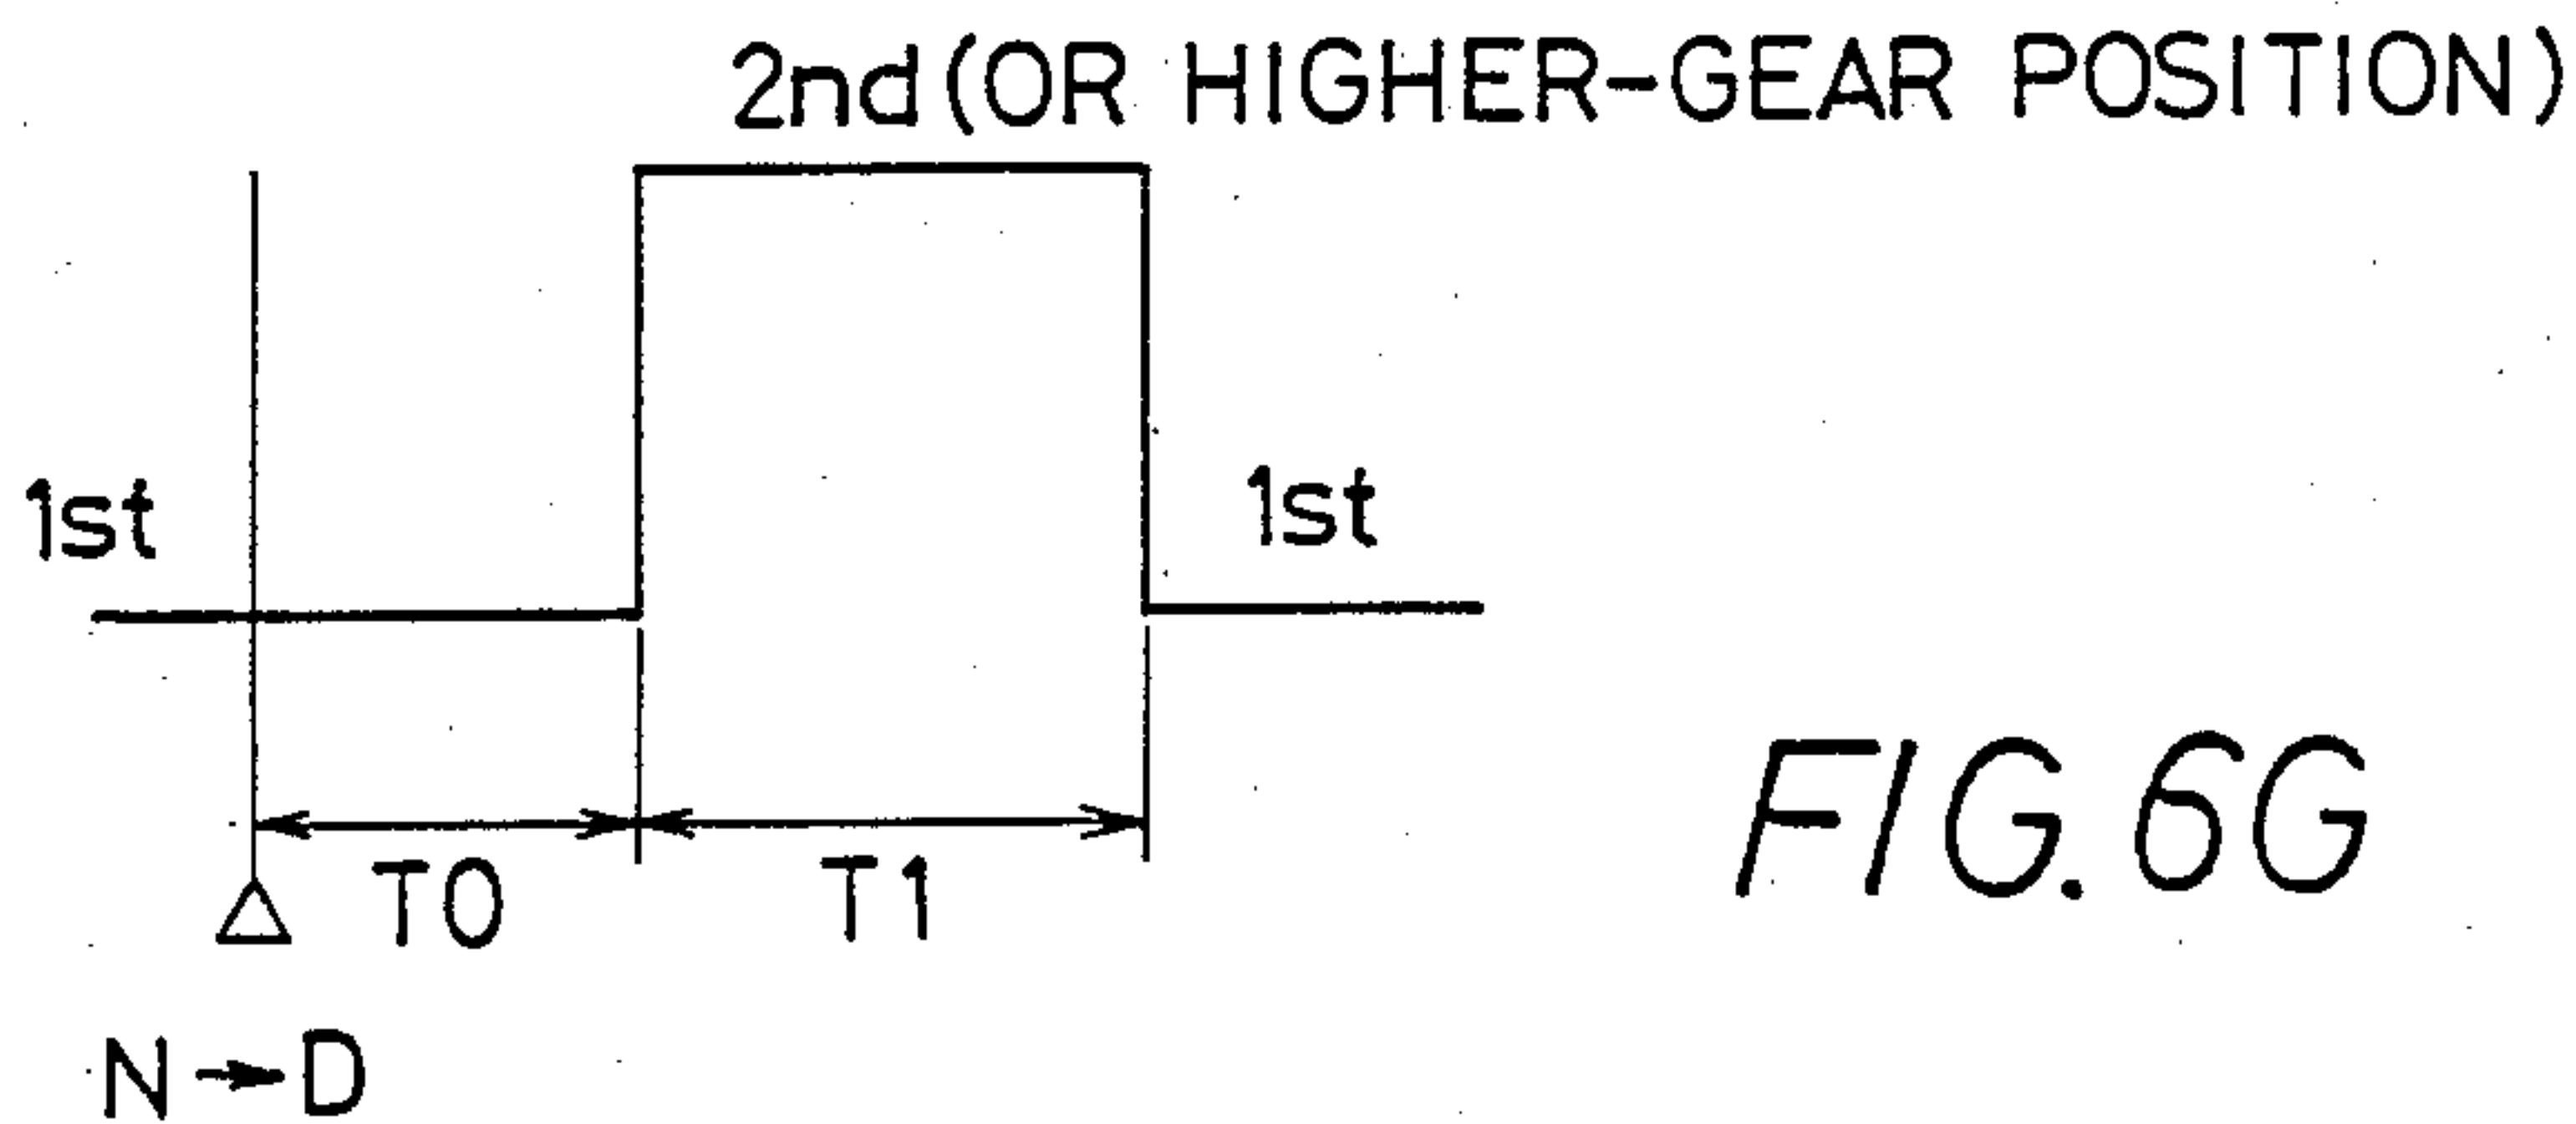 2nd(OR HIGHER-GEAR POSITION)
1st
1st
T0
T1
N→D
FIG.6G